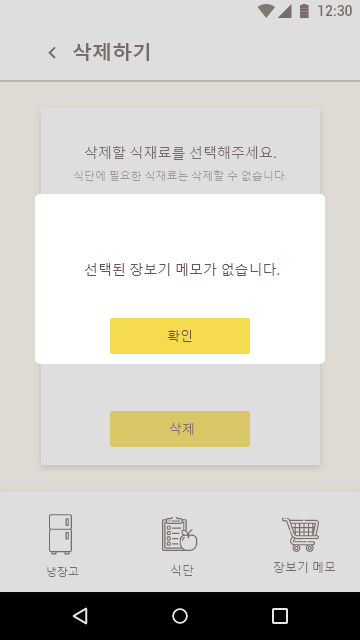 12:30
삭제하기
삭제할 식재료를 선택해주세요.
식단에 필요한 식재료는 삭제할 수 없습니다.
선택된 장보기 메모가 없습니다.
확인
삭제
냉장고
식단
장보기 메모